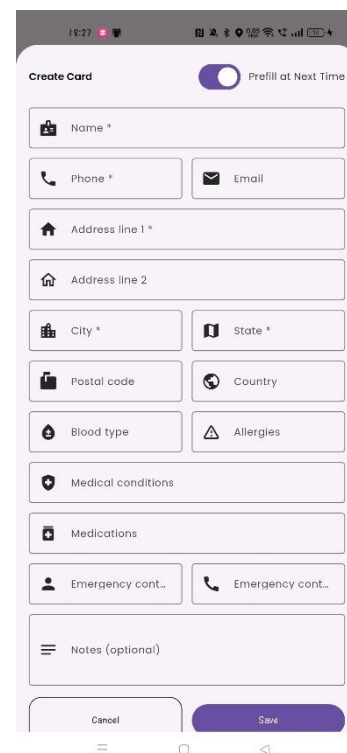 18:27
Create Card
Prefill at Next Time
Name *
Phone * Email
Address line 1 *
Address line 2
City * State *
Postal code Country
Blood type Allergies
Medical conditions
Medications
Emergency cont... Emergency cont...
Notes (optional)
Cancel Save